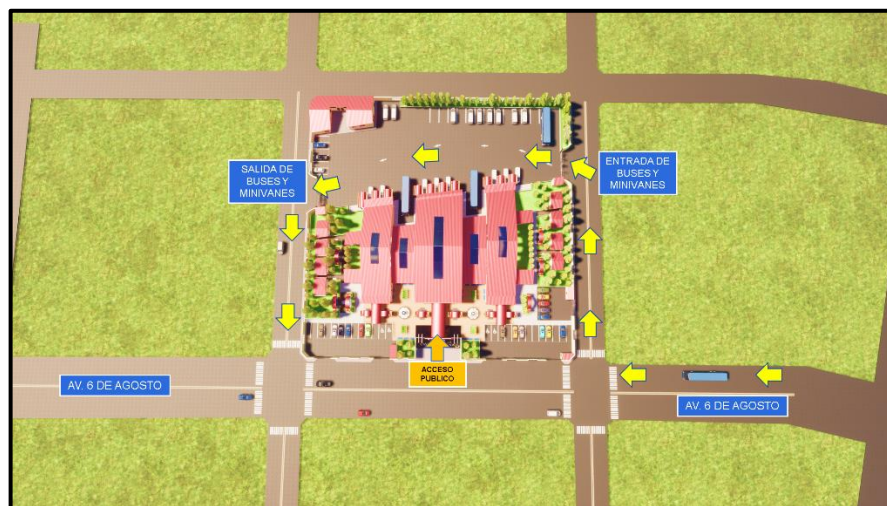 SALIDA DE
BUSES Y
MINIVANES
ENTRADA DE
BUSES Y
MINIVANES
ACCESO
PUBLICO
AV. 6 DE AGOSTO
AV. 6 DE AGOSTO